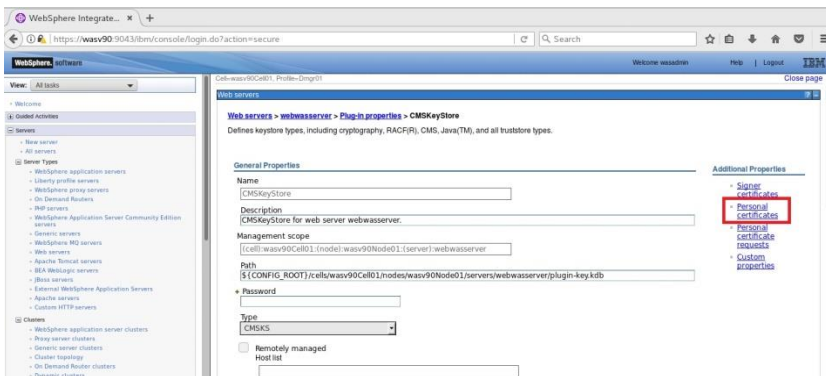 WebSphere Integrate... ×
https://wasv90:9043/ibm/console/login.do?action=secure
Search
WebSphere. software
Welcome wasadmin
Help | Logout
IBM
View: All tasks
Cell=wasv90Cell01, Profile=Dmgr01
Close page
Web servers
Welcome
Guided Activities
Servers
New server
All servers
Server Types
WebSphere application servers
Liberty profile servers
WebSphere proxy servers
On Demand Routers
PHP servers
WebSphere Application Server Community Edition
servers
Generic servers
WebSphere MQ servers
Web servers
Apache Tomcat servers
BEA WebLogic servers
JBoss servers
External WebSphere Application Servers
Apache servers
Custom HTTP servers
Clusters
WebSphere application server clusters
Proxy server clusters
Generic server clusters
Cluster topology
On Demand Router clusters
Dynamic clusters
Web servers > webwasserver > Plug-in properties > CMSKeyStore
Defines keystore types, including cryptography, RACF(R), CMS, Java(TM), and all truststore types.
General Properties
Name
CMSKeyStore
Description
CMSKeyStore for web server webwasserver.
Management scope
(cell):wasv90Cell01:(node):wasv90Node01:(server):webwasserver
Path
${CONFIG_ROOT}/cells/wasv90Cell01/nodes/wasv90Node01/servers/webwasserver/plugin-key.kdb
* Password
Type
CMSKS
Remotely managed
Host list
Additional Properties
Signer
certificates
Personal
certificates
Personal
certificate
requests
Custom
properties